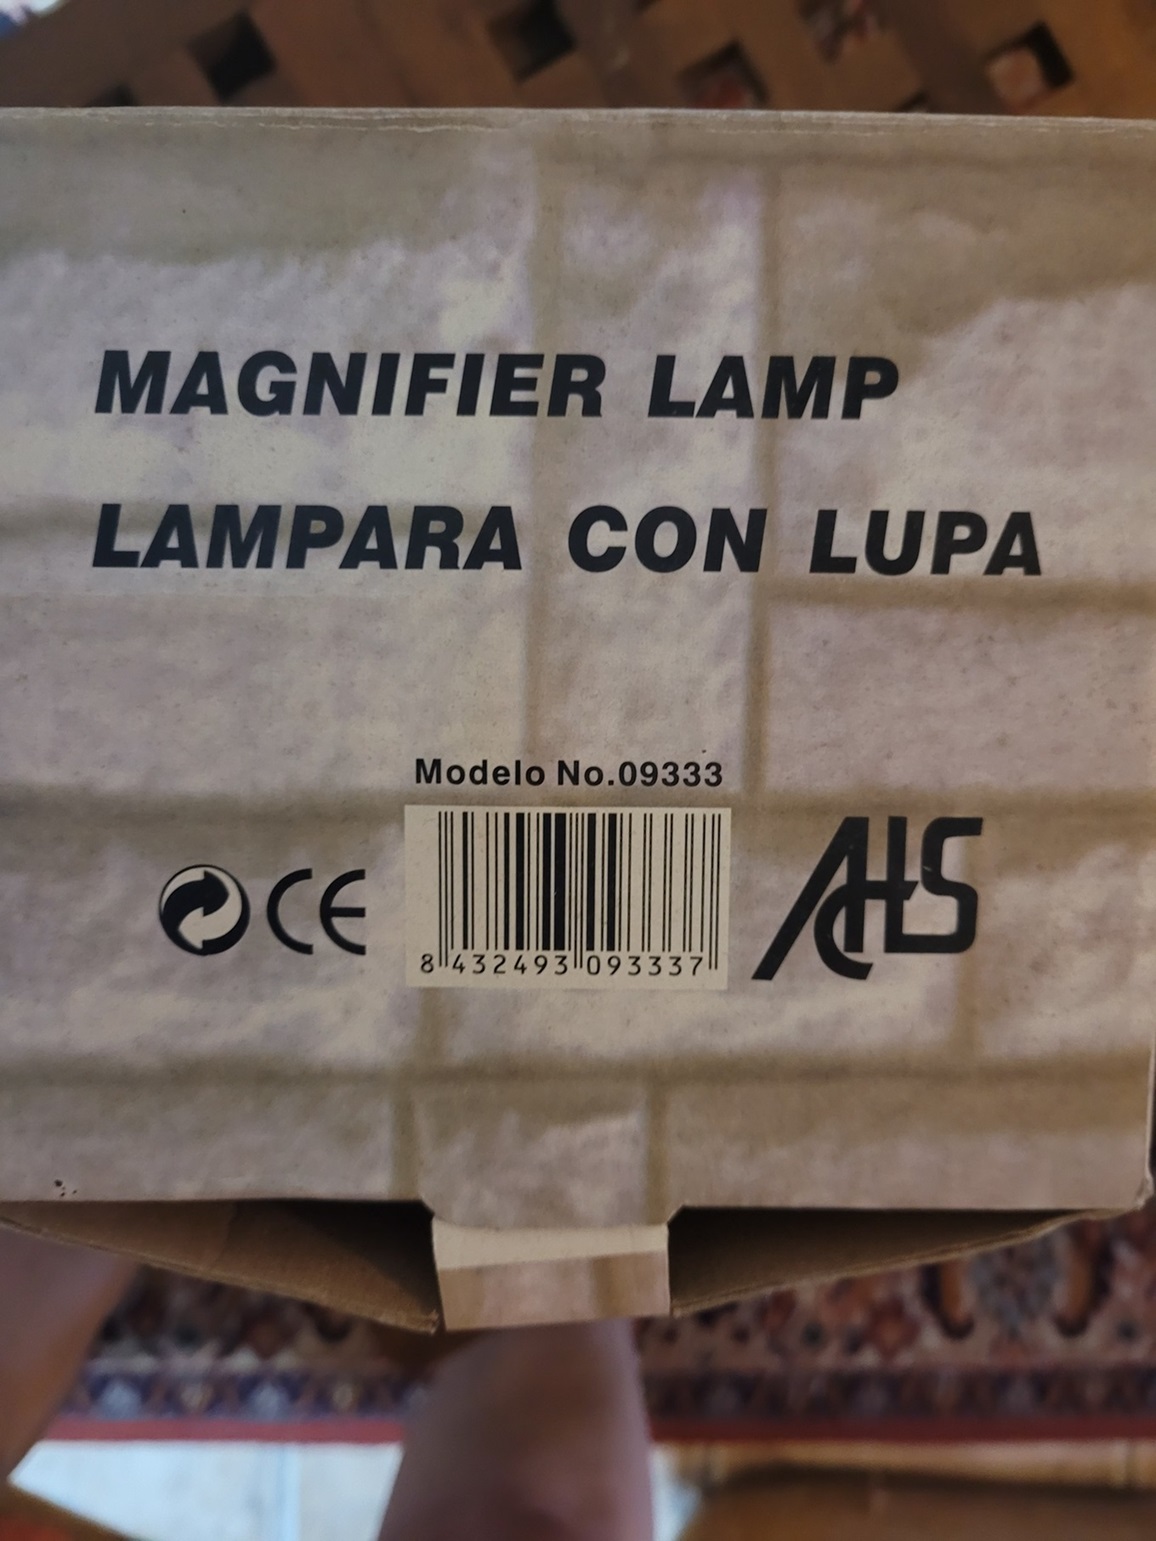 MAGNIFIER LAMP
LAMPARA CON LUPA
Modelo No.09333
CE
8 432493 093337
AHS